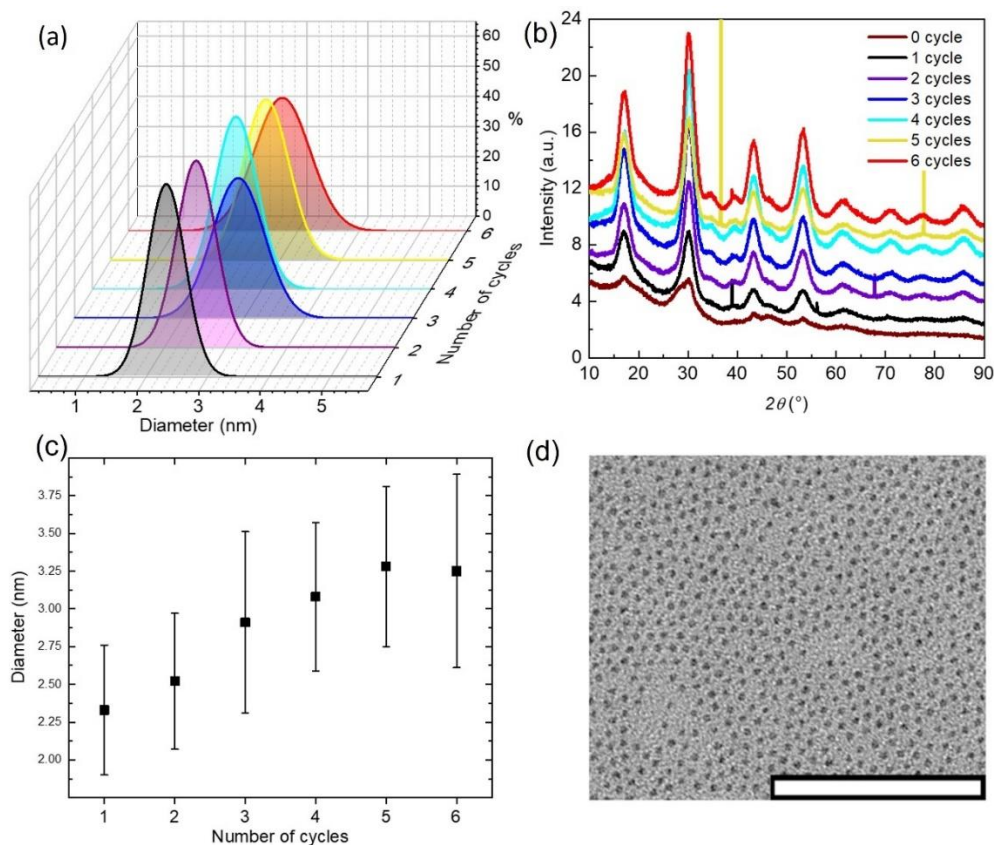 (a)
60
50
40
%
30
20
10
0
6
5
4
3
2
1
Number of cycles
1 2 3 4 5
Diameter (nm)
(b)
24
20
16
12
8
4
0
Intensity (a.u.)
0 cycle
1 cycle
2 cycles
3 cycles
4 cycles
5 cycles
6 cycles
10 20 30 40 50 60 70 80 90
2θ (°)
(c)
3.75
3.50
3.25
3.00
2.75
2.50
2.25
2.00
Diameter (nm)
1 2 3 4 5 6
Number of cycles
(d)